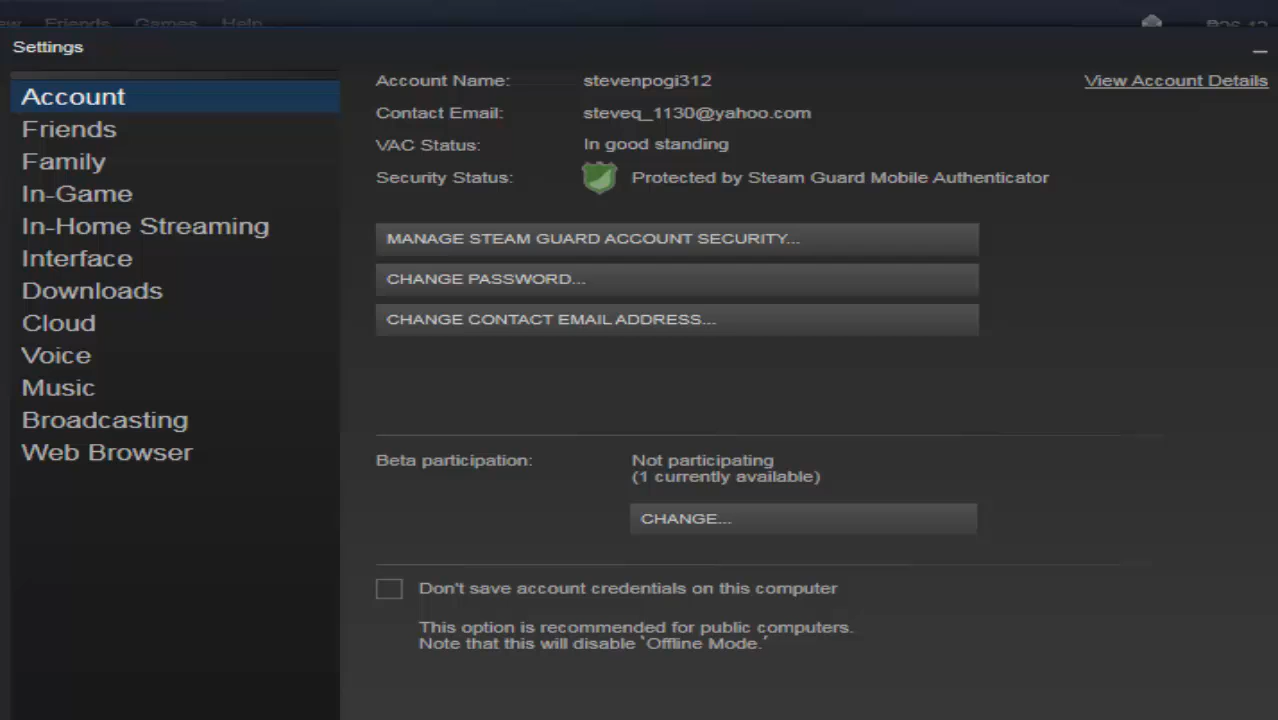 Friends Games Help
Settings
Account
Friends
Family
In-Game
In-Home Streaming
Interface
Downloads
Cloud
Voice
Music
Broadcasting
Web Browser
Account Name: stevenpogi312 View Account Details
Contact Email: steveq_1130@yahoo.com
VAC Status: In good standing
Security Status: Protected by Steam Guard Mobile Authenticator
MANAGE STEAM GUARD ACCOUNT SECURITY...
CHANGE PASSWORD...
CHANGE CONTACT EMAIL ADDRESS...
Beta participation: Not participating
(1 currently available)
CHANGE...
Don't save account credentials on this computer
This option is recommended for public computers.
Note that this will disable `Offline Mode.´